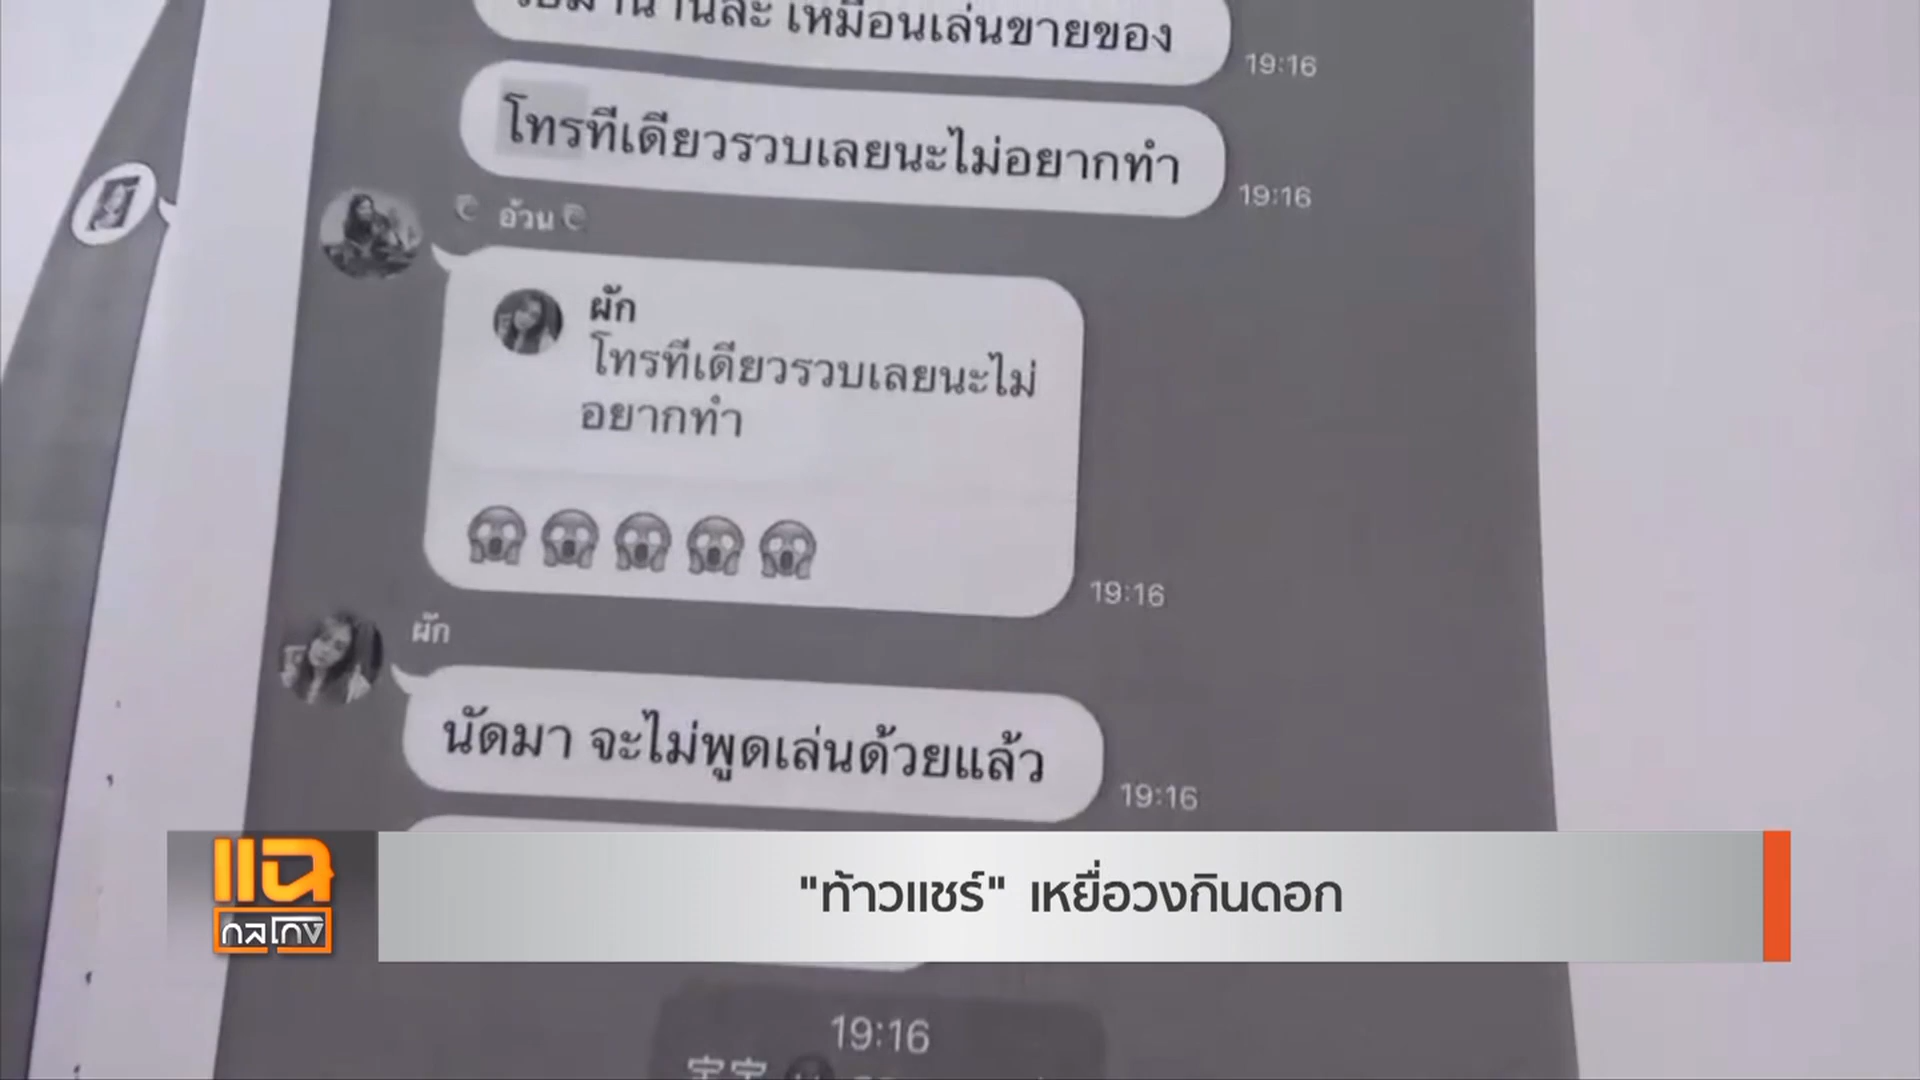 เหมือนเล่นขายของ
19:16
โทรทีเดียวรวบเลยนะไม่อยากทำ
19:16
อ้วน
ผัก
โทรทีเดียวรวบเลยนะไม่
อยากทำ
19:16
ผัก
นัดมา จะไม่พูดเล่นด้วยแล้ว
19:16
แฉ
กลโกง
"ท้าวแชร์" เหยื่อวงกินดอก
19:16